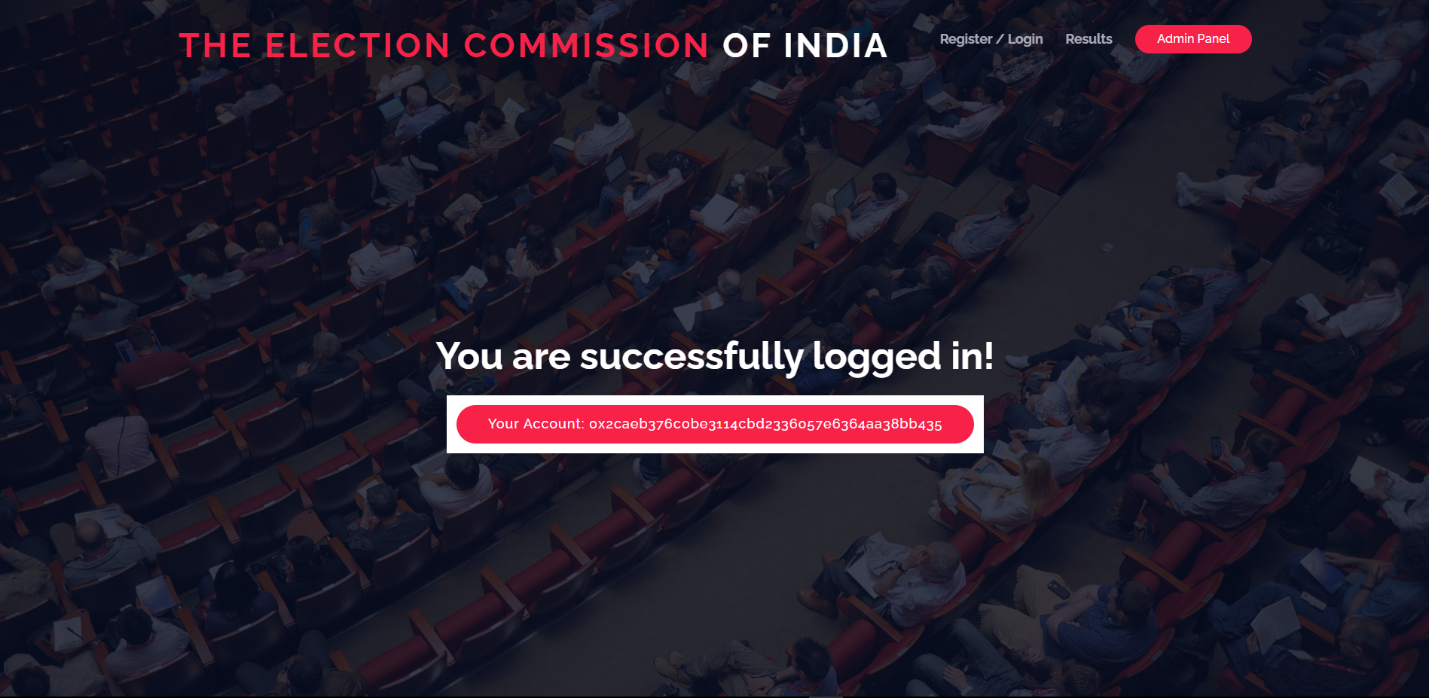 THE ELECTION COMMISSION OF INDIA
Register / Login
Results
Admin Panel
You are successfully logged in!
Your Account: 0x2caeb376c0be3114cbd2336057e6364aa38bb435